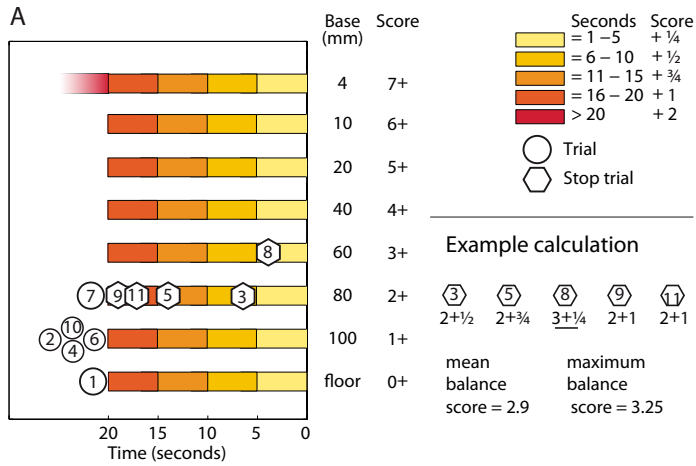 A
Base
(mm)
Score
4 7+
10 6+
20 5+
40 4+
60 3+
80 2+
100 1+
floor 0+
8
7 9 11 5 3
10
2 6
4
1
20 15 10 5 0
Time (seconds)
Seconds Score
= 1 – 5 + ¼
= 6 – 10 + ½
= 11 – 15 + ¾
= 16 – 20 + 1
> 20 + 2
Trial
Stop trial
Example calculation
3 5 8 9 11
2+½ 2+¾ 3+¼ 2+1 2+1
mean
balance
score = 2.9
maximum
balance
score = 3.25